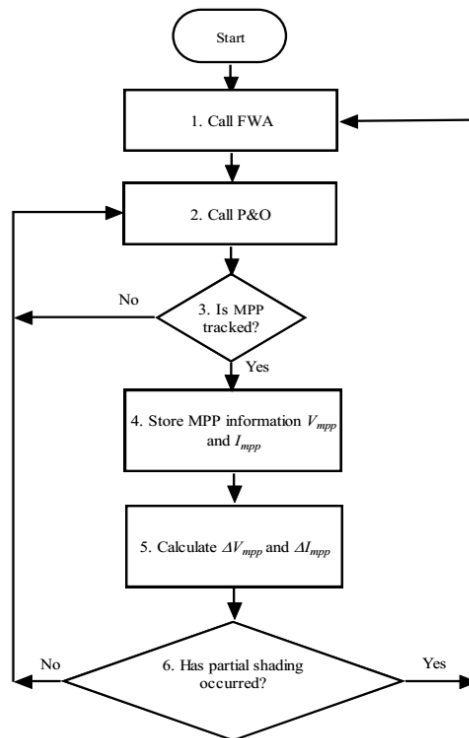 Start
1. Call FWA
2. Call P&O
No
3. Is MPP
tracked?
Yes
4. Store MPP information Vmpp
and Impp
5. Calculate ΔVmpp and ΔImpp
No
6. Has partial shading
occurred?
Yes